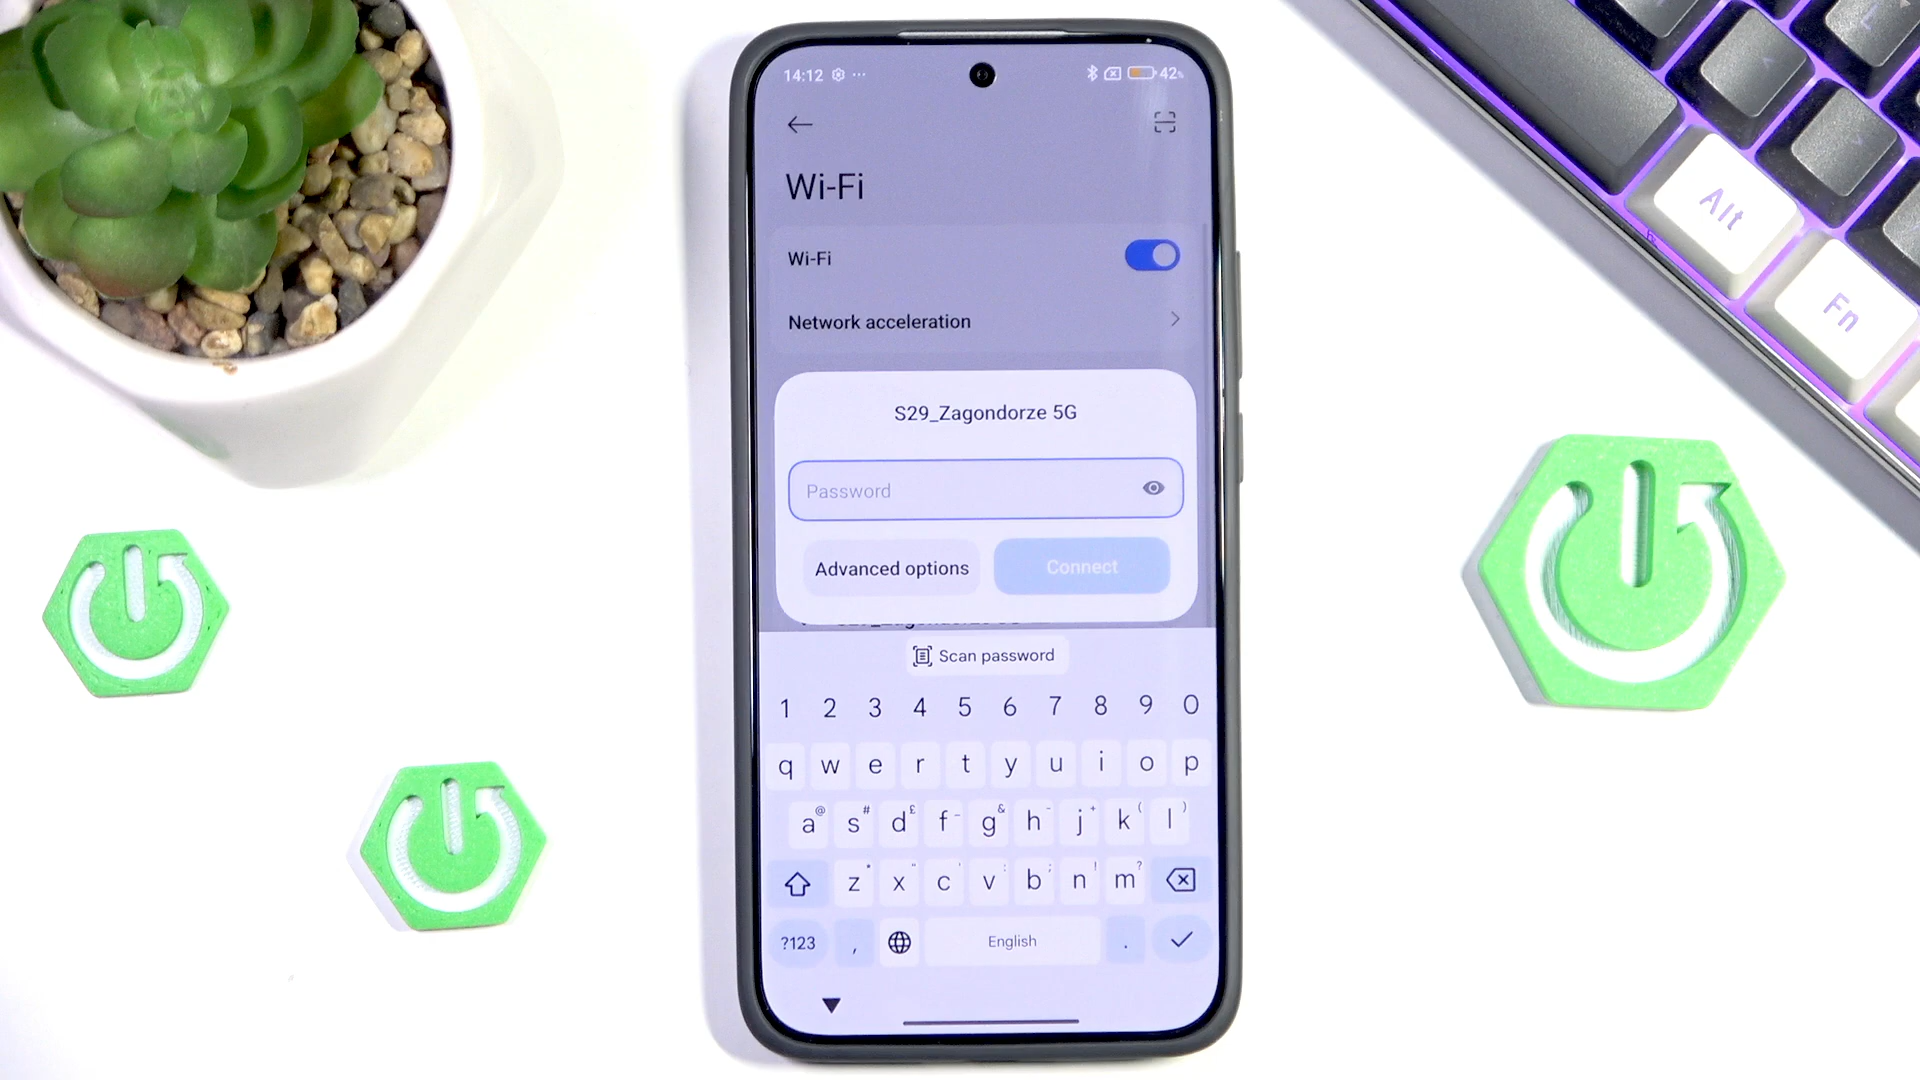 14:12 ... 42%
Wi-Fi
Wi-Fi
Network acceleration
S29_Zagondorze 5G
Password
Advanced options Connect
Scan password
1 2 3 4 5 6 7 8 9 0
q w e r t y u i o p
a@ s# d£ f- g& h- j+ k( l)
z* x" c' v: b; n! m?
?123 , English .
Alt
Fn